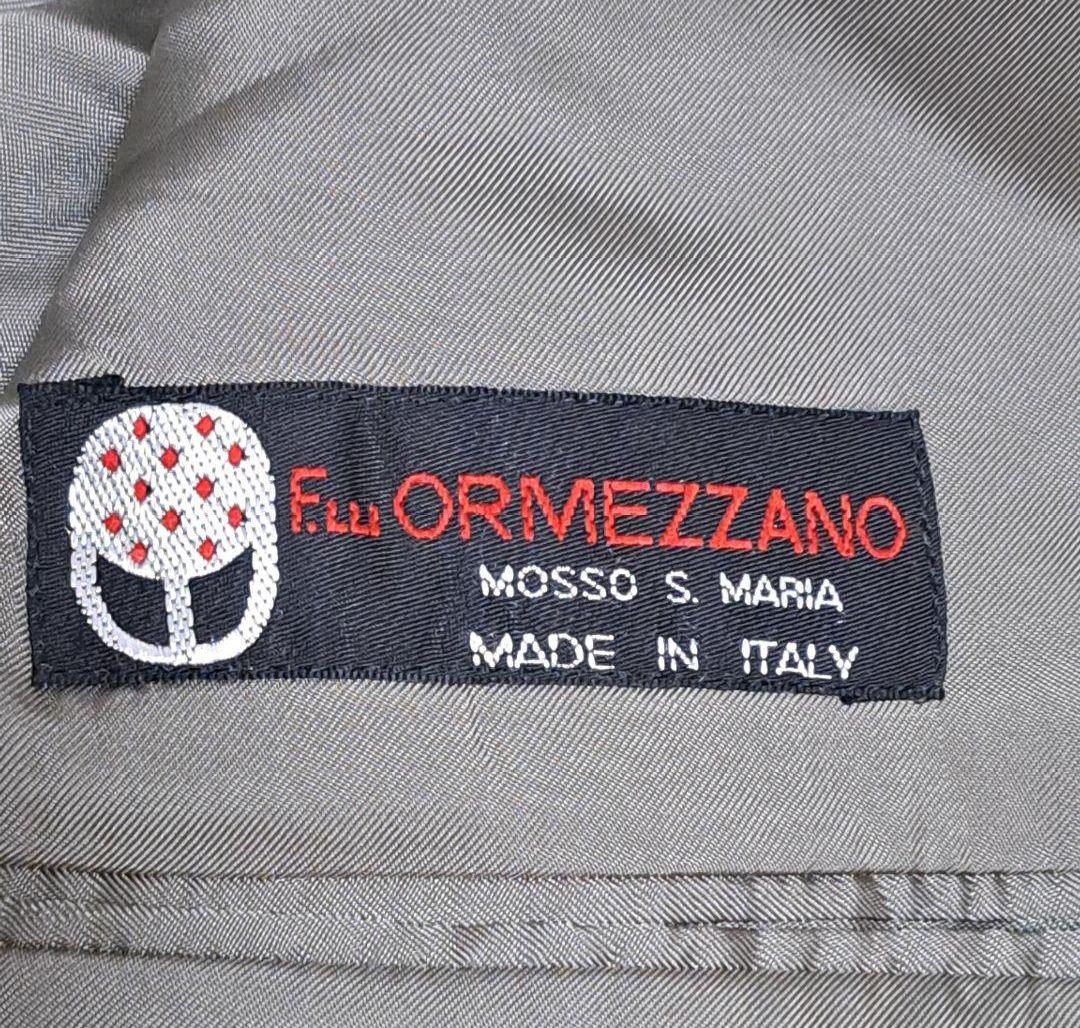 F.LLI ORMEZZANO
MOSSO S. MARIA
MADE IN ITALY